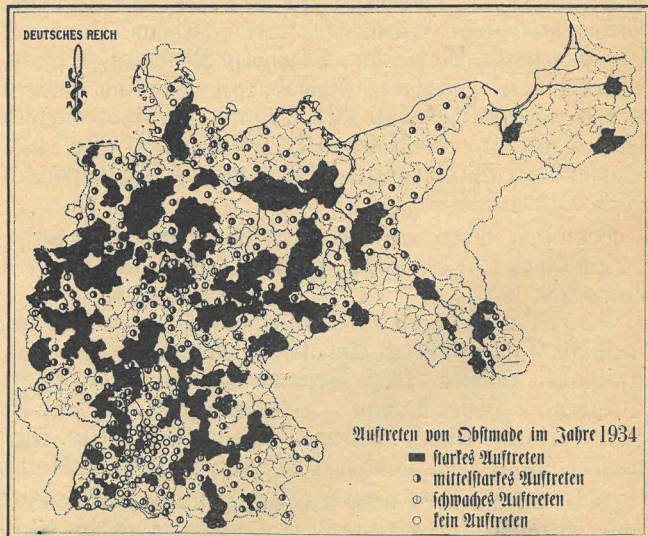 DEUTSCHES REICH
B R
A
Auftreten von Obstmade im Jahre 1934
starkes Auftreten
mittelstarkes Auftreten
schwaches Auftreten
kein Auftreten